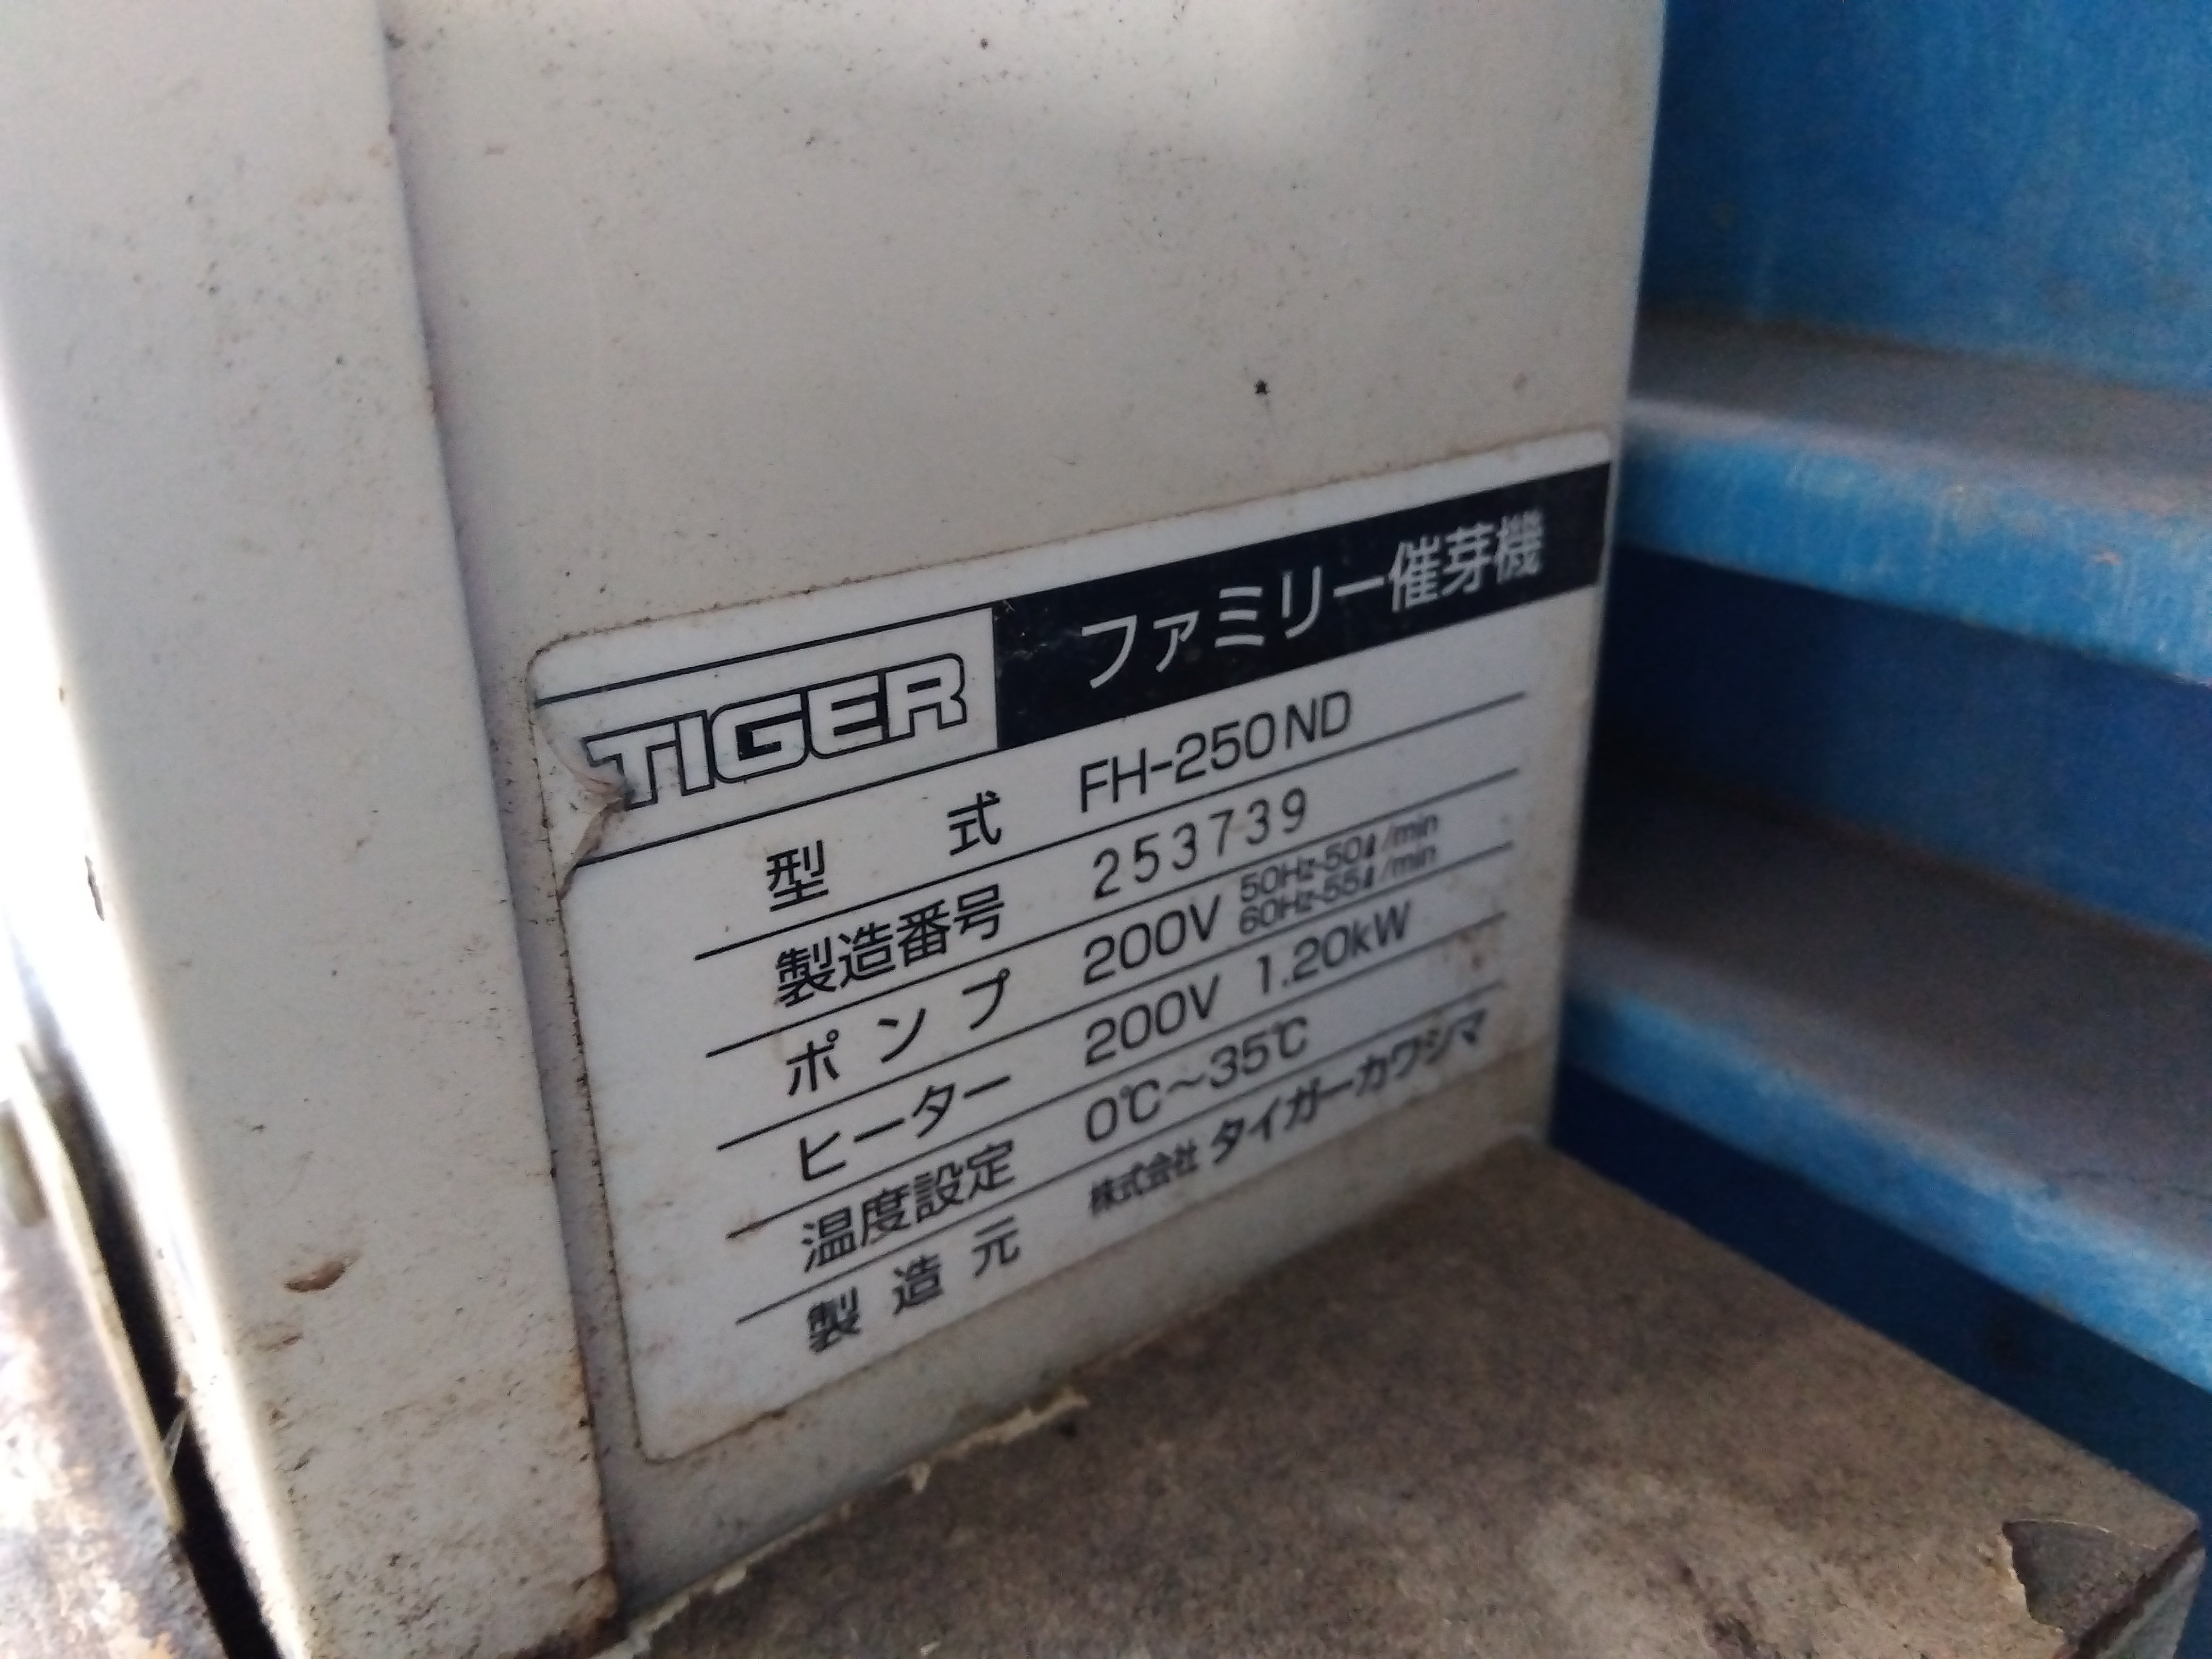 TIGER ファミリー催芽機
型式 FH-250ND
製造番号 253739
ポンプ 200V 50Hz-50ℓ/min
60Hz-55ℓ/min
ヒーター 200V 1.20kW
温度設定 0℃～35℃
製造元 株式会社 タイガーカワシマ